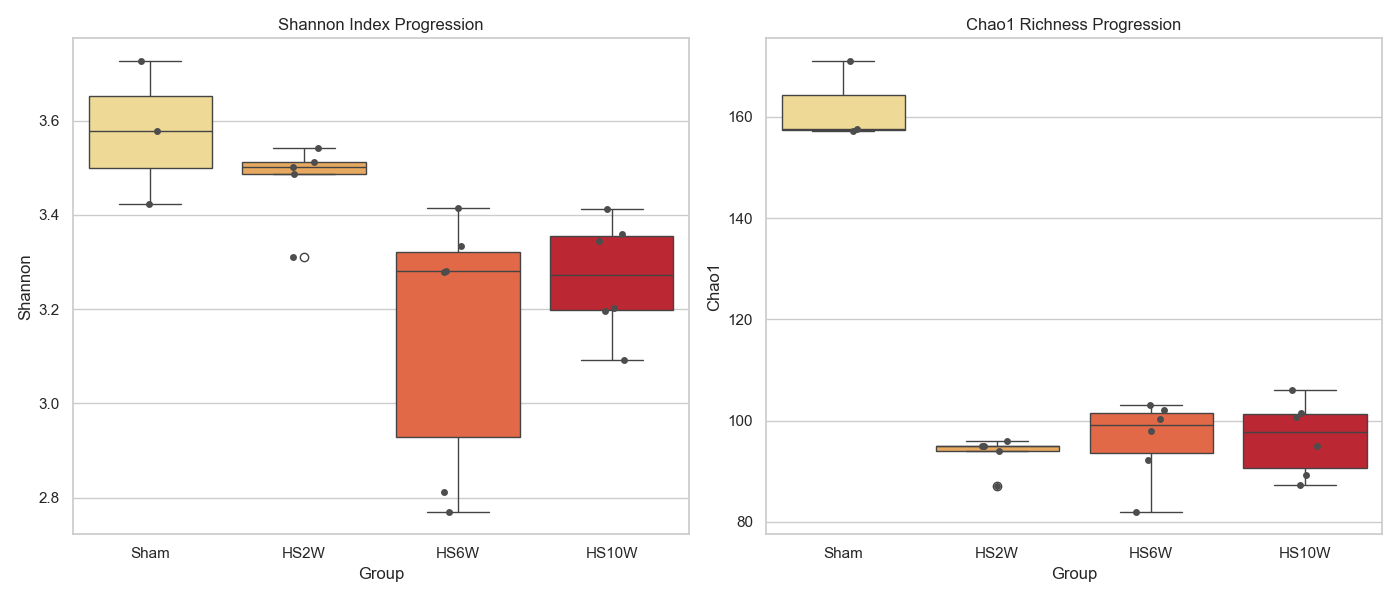 Shannon Index Progression
Shannon
3.6
3.4
3.2
3.0
2.8
Sham HS2W HS6W HS10W
Group
Chao1 Richness Progression
Chao1
160
140
120
100
80
Sham HS2W HS6W HS10W
Group